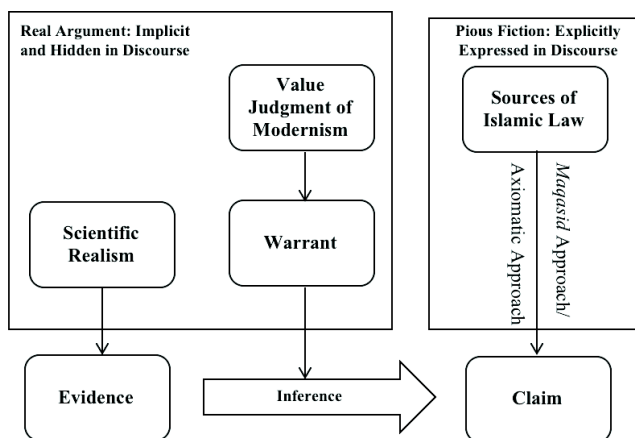 Real Argument: Implicit
and Hidden in Discourse
Value
Judgment of
Modernism
Scientific
Realism
Warrant
Pious Fiction: Explicitly
Expressed in Discourse
Sources of
Islamic Law
Maqasid Approach/
Axiomatic Approach
Evidence
Inference
Claim